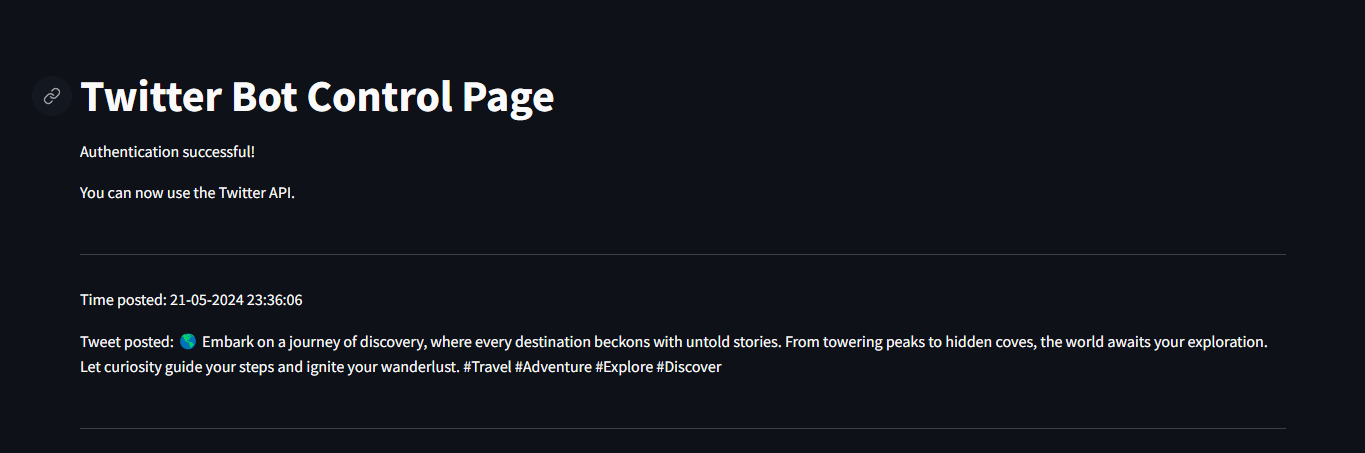 Twitter Bot Control Page
Authentication successful!
You can now use the Twitter API.
Time posted: 21-05-2024 23:36:06
Tweet posted: 🌎 Embark on a journey of discovery, where every destination beckons with untold stories. From towering peaks to hidden coves, the world awaits your exploration.
Let curiosity guide your steps and ignite your wanderlust. #Travel #Adventure #Explore #Discover